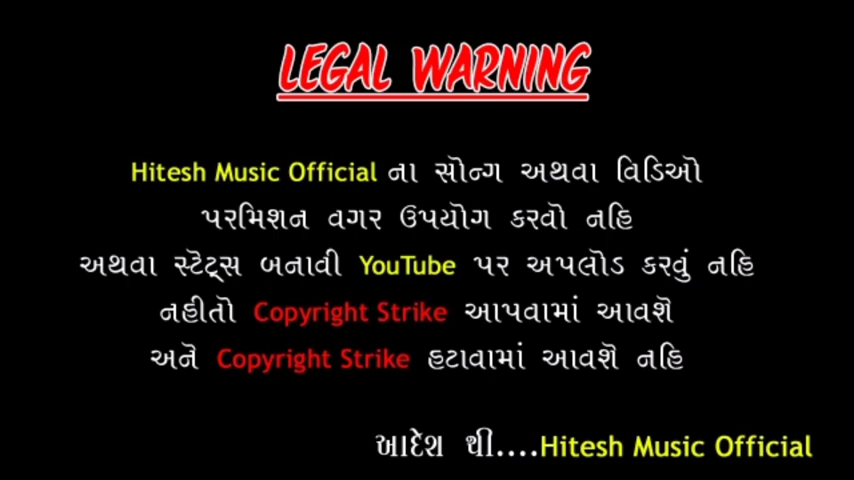 LEGAL WARNING
Hitesh Music Official ના સોન્ગ અથવા વિડિઓ
પરમિશન વગર ઉપયોગ કરવો નહિ
અથવા સ્ટેટ્સ બનાવી YouTube પર અપલોડ કરવું નહિ
નહીતો Copyright Strike આપવામાં આવશે
અને Copyright Strike હટાવામાં આવશે નહિ
આદેશ થી....Hitesh Music Official